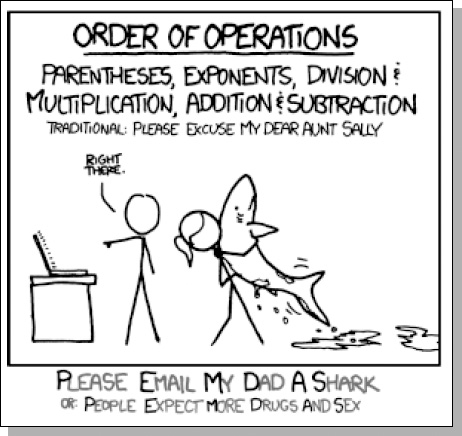 ORDER OF OPERATIONS
PARENTHESES, EXPONENTS, DIVISION &
MULTIPLICATION, ADDITION & SUBTRACTION
TRADITIONAL: PLEASE EXCUSE MY DEAR AUNT SALLY
RIGHT
THERE.
PLEASE EMAIL MY DAD A SHARK
OR: PEOPLE EXPECT MORE DRUGS AND SEX